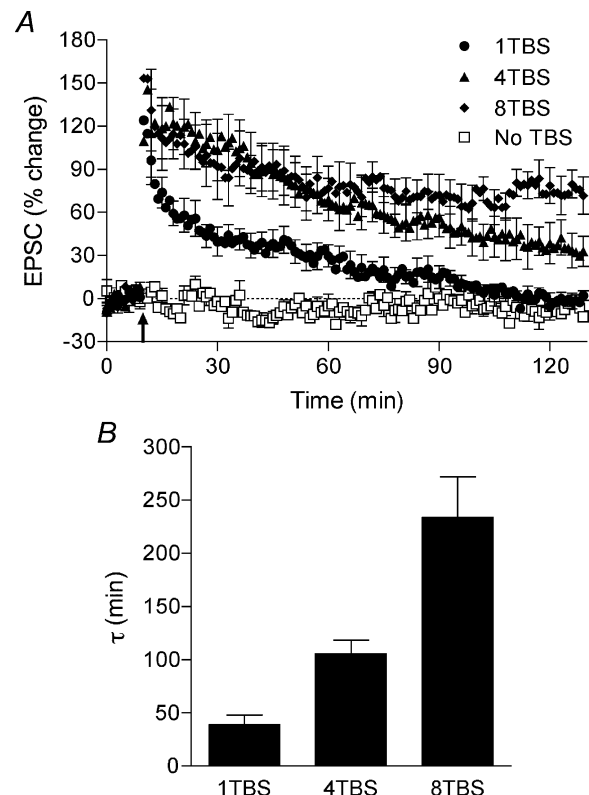 A
180
150
120
90
60
30
0
-30
EPSC (% change)
1TBS
4TBS
8TBS
No TBS
0 30 60 90 120
Time (min)
B
300
250
200
150
100
50
0
τ (min)
1TBS 4TBS 8TBS